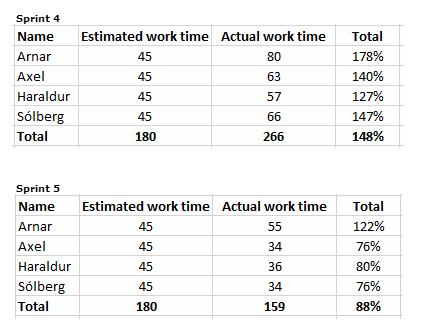 Sprint 4
Name Estimated work time Actual work time Total
Arnar 45 80 178%
Axel 45 63 140%
Haraldur 45 57 127%
Sólberg 45 66 147%
Total 180 266 148%
Sprint 5
Name Estimated work time Actual work time Total
Arnar 45 55 122%
Axel 45 34 76%
Haraldur 45 36 80%
Sólberg 45 34 76%
Total 180 159 88%